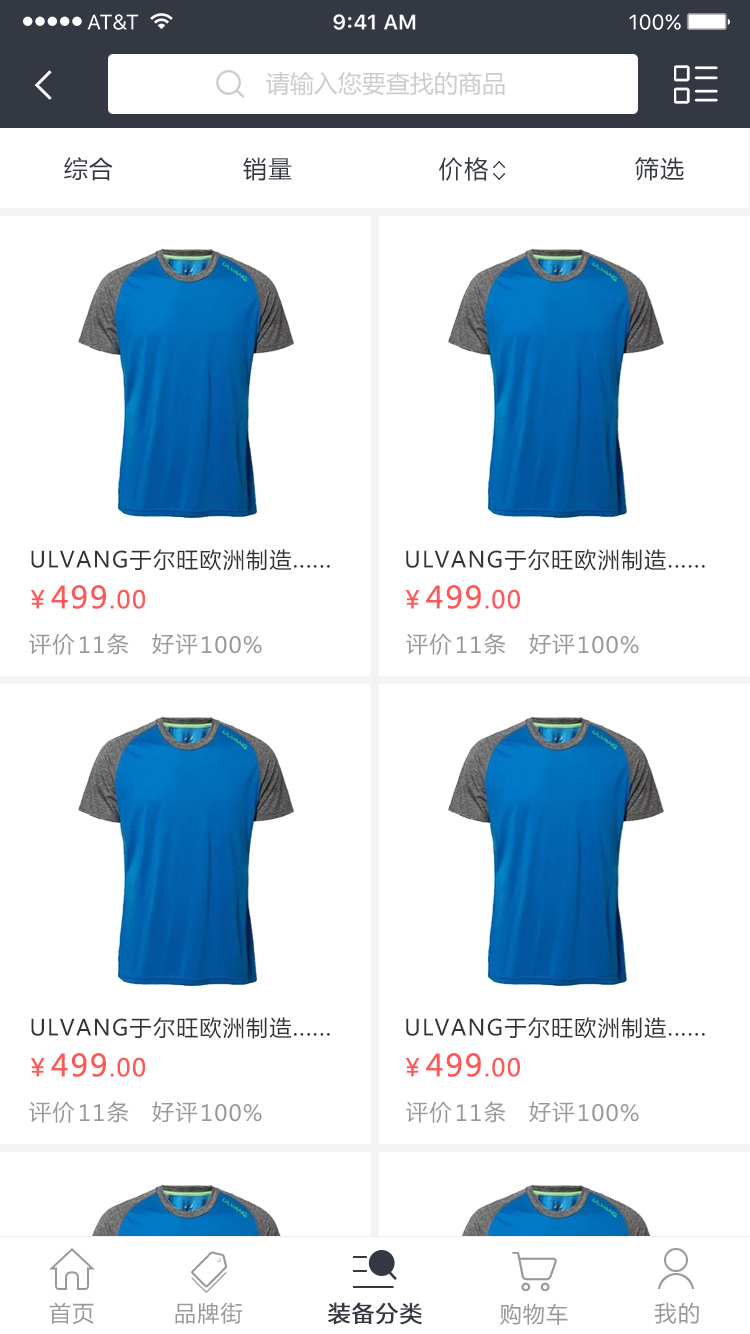 AT&T 9:41 AM 100%
请输入您要查找的商品
综合 销量 价格 筛选
ULVANG ULVANG
ULVANG于尔旺欧洲制造...... ULVANG于尔旺欧洲制造......
¥499.00 ¥499.00
评价11条 好评100% 评价11条 好评100%
ULVANG ULVANG
ULVANG于尔旺欧洲制造...... ULVANG于尔旺欧洲制造......
¥499.00 ¥499.00
评价11条 好评100% 评价11条 好评100%
ULVANG ULVANG
首页 品牌街 装备分类 购物车 我的